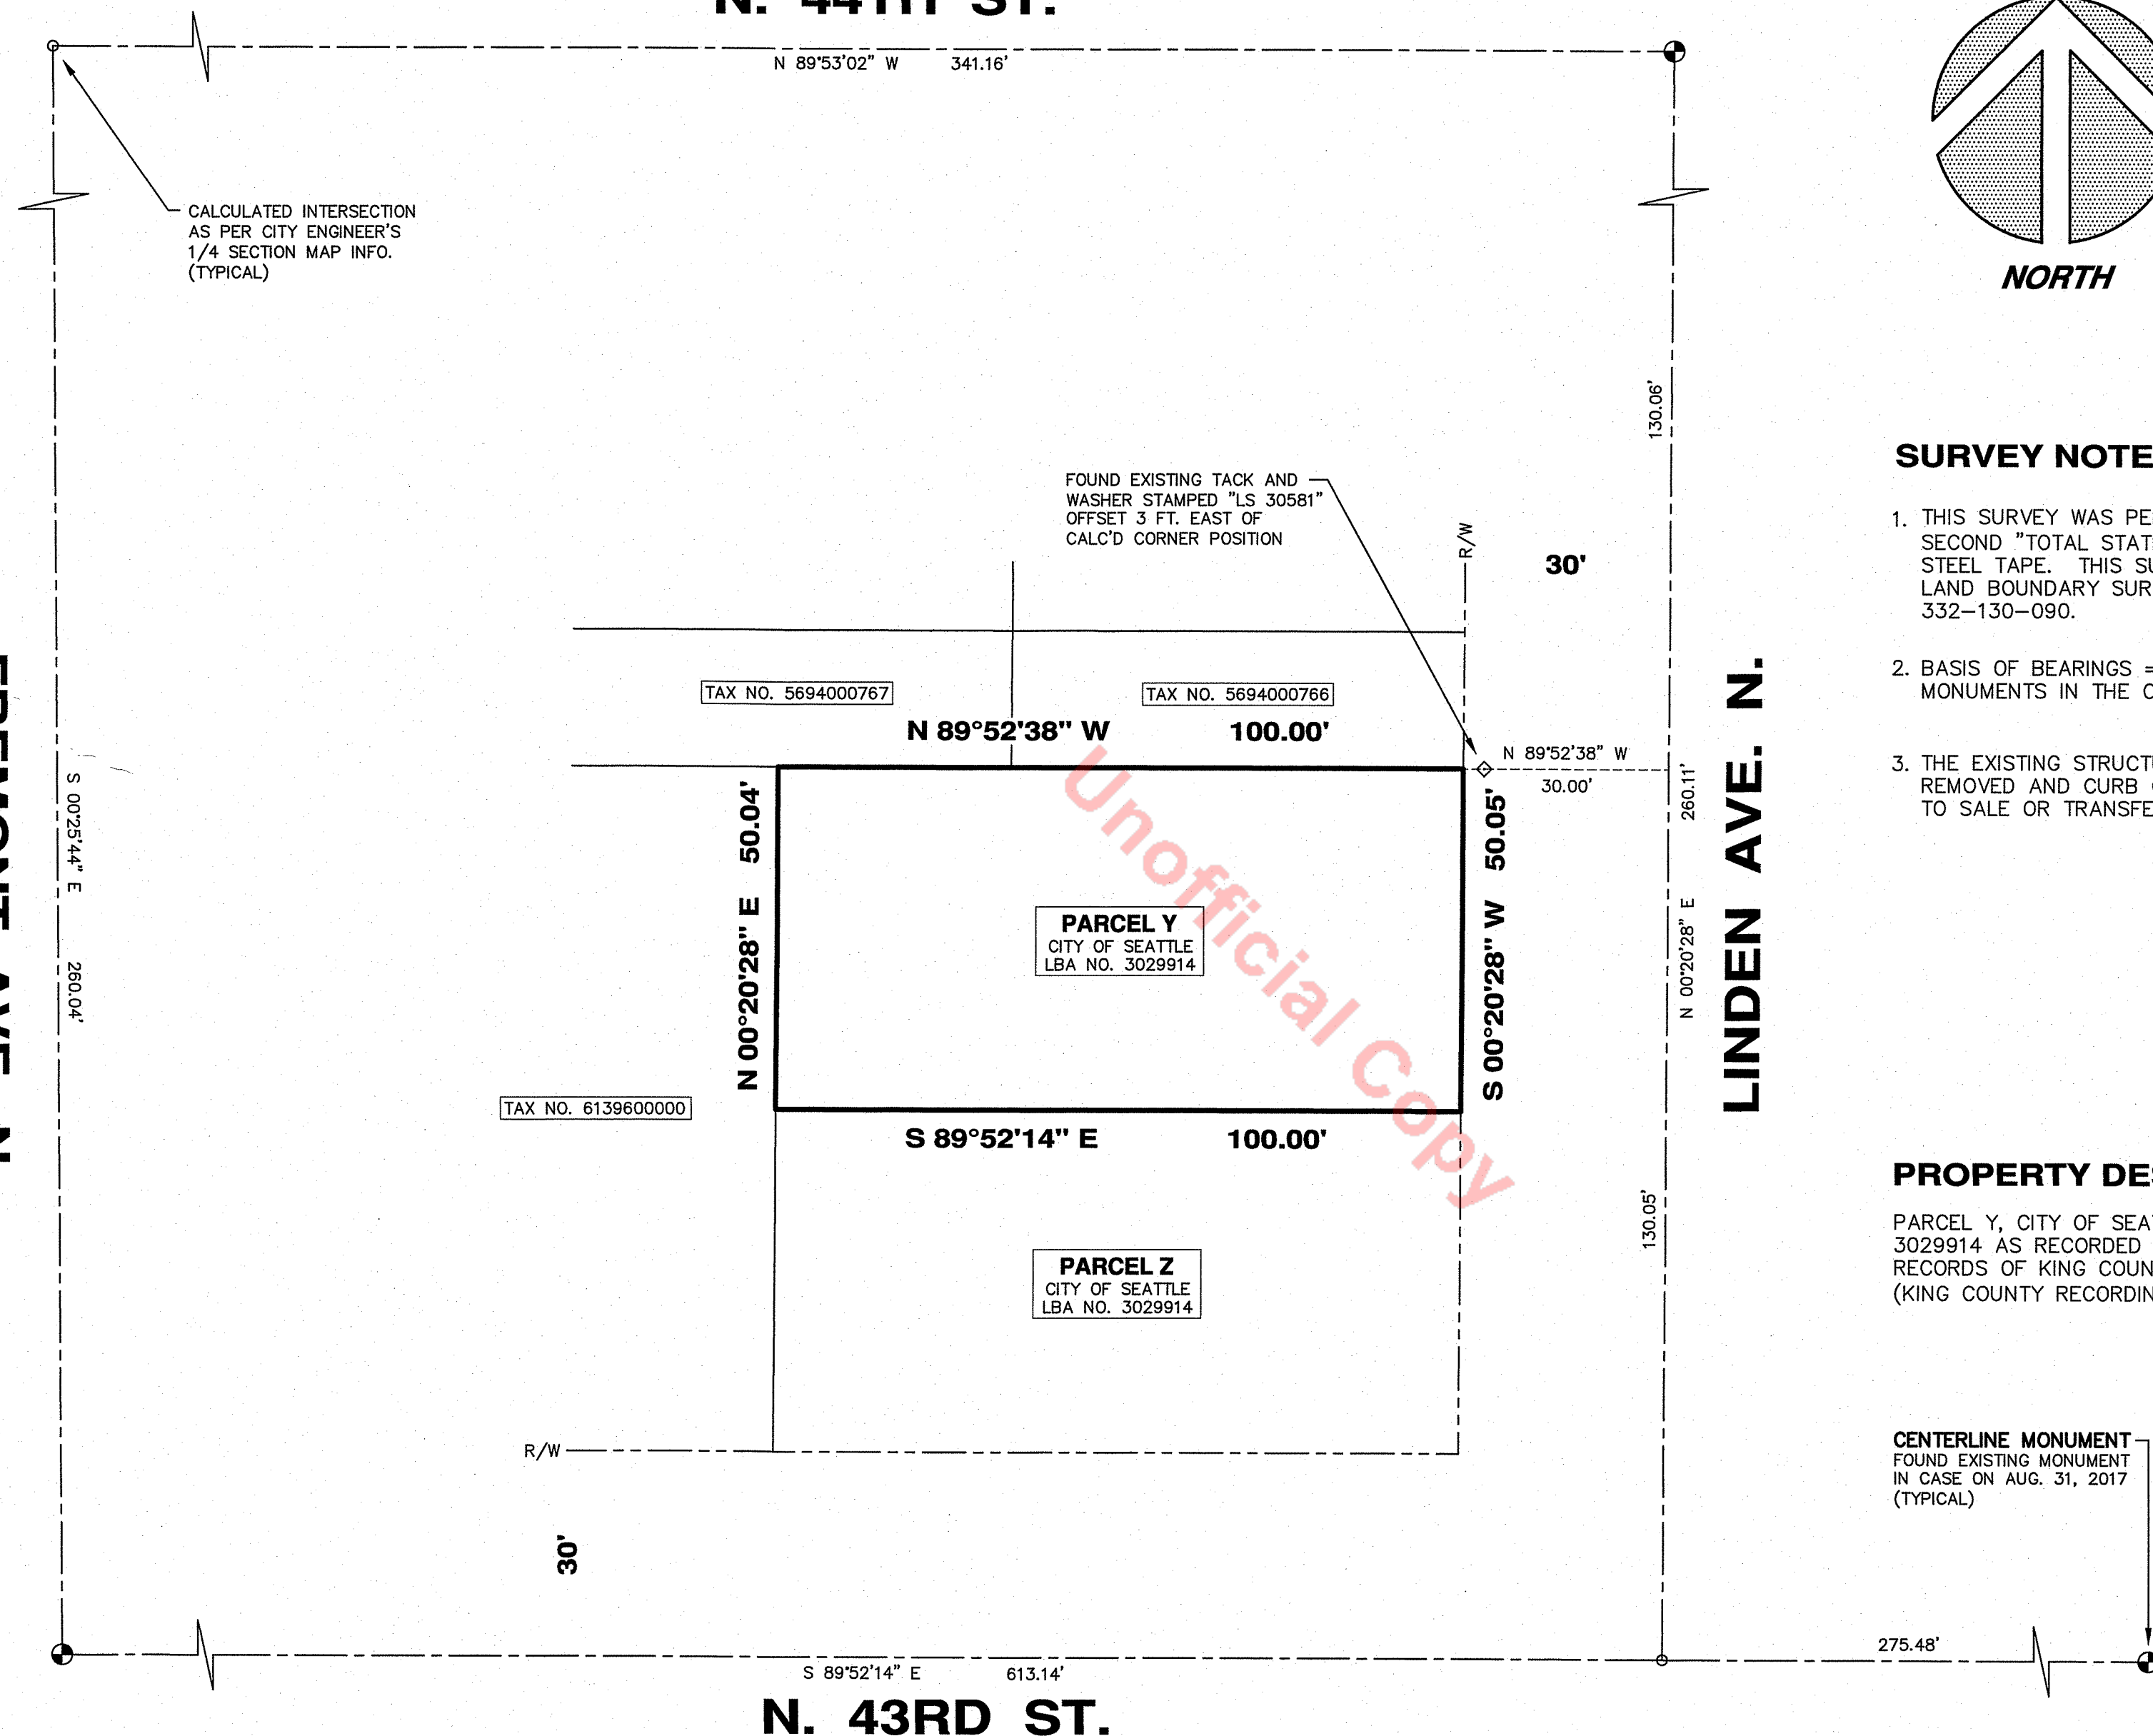 N. 44RT ST.
N 89°53'02" W 341.16'
CALCULATED INTERSECTION
AS PER CITY ENGINEER'S
1/4 SECTION MAP INFO.
(TYPICAL)
NORTH
130.06'
FOUND EXISTING TACK AND
WASHER STAMPED "LS 30581"
OFFSET 3 FT. EAST OF
CALC'D CORNER POSITION
R/W
30'
SURVEY NOTE
1. THIS SURVEY WAS PE
SECOND "TOTAL STAT
STEEL TAPE. THIS SU
LAND BOUNDARY SUR
332-130-090.
2. BASIS OF BEARINGS =
MONUMENTS IN THE C
3. THE EXISTING STRUCT
REMOVED AND CURB
TO SALE OR TRANSFE
TAX NO. 5694000767
TAX NO. 5694000766
N 89°52'38" W 100.00'
N 89°52'38" W
30.00'
S 00°25'44" E 260.04'
N 00°20'28" E 50.04'
S 00°20'28" W 50.05'
N 00°20'28" E 260.11'
LINDEN AVE. N.
PARCEL Y
CITY OF SEATTLE
LBA NO. 3029914
Unofficial Copy
TAX NO. 6139600000
S 89°52'14" E 100.00'
130.05'
PARCEL Z
CITY OF SEATTLE
LBA NO. 3029914
PROPERTY DES
PARCEL Y, CITY OF SEAT
3029914 AS RECORDED
RECORDS OF KING COUN
(KING COUNTY RECORDIN
R/W
30'
CENTERLINE MONUMENT
FOUND EXISTING MONUMENT
IN CASE ON AUG. 31, 2017
(TYPICAL)
275.48'
S 89°52'14" E 613.14'
N. 43RD ST.